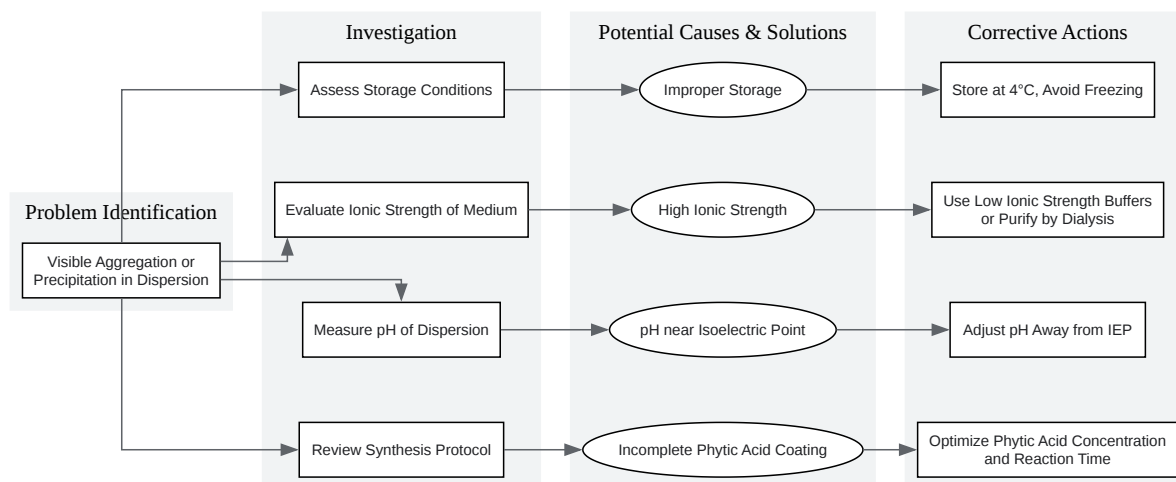 Investigation
Potential Causes & Solutions
Corrective Actions
Assess Storage Conditions
Improper Storage
Store at 4°C, Avoid Freezing
Problem Identification
Visible Aggregation or
Precipitation in Dispersion
Evaluate Ionic Strength of Medium
High Ionic Strength
Use Low Ionic Strength Buffers
or Purify by Dialysis
Measure pH of Dispersion
pH near Isoelectric Point
Adjust pH Away from IEP
Review Synthesis Protocol
Incomplete Phytic Acid Coating
Optimize Phytic Acid Concentration
and Reaction Time